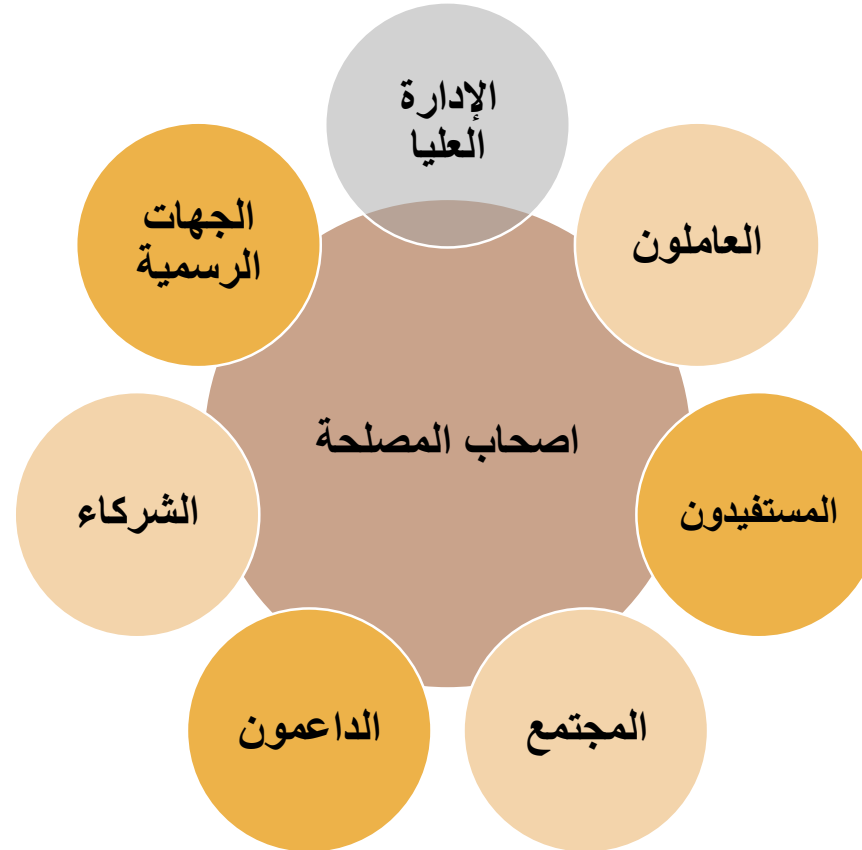 الإدارة
العليا
العاملون
المستفيدون
المجتمع
الداعمون
الشركاء
الجهات
الرسمية
اصحاب المصلحة